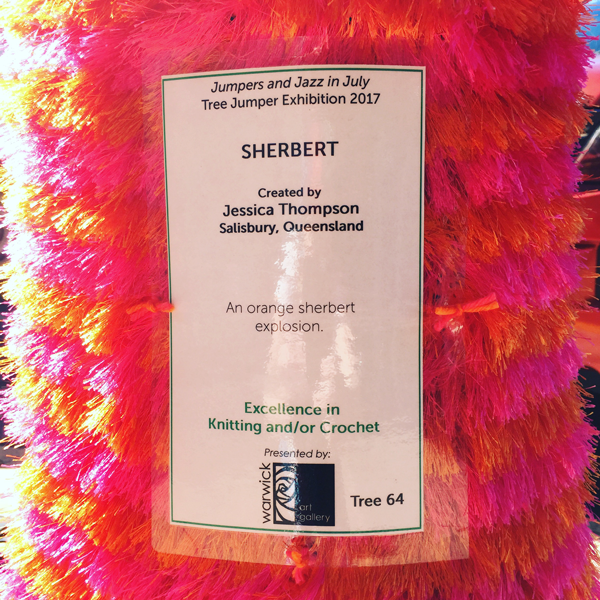 Jumpers and Jazz in July
Tree Jumper Exhibition 2017
SHERBERT
Created by
Jessica Thompson
Salisbury, Queensland
An orange sherbert
explosion.
Excellence in
Knitting and/or Crochet
Presented by:
warwick
art
gallery
Tree 64